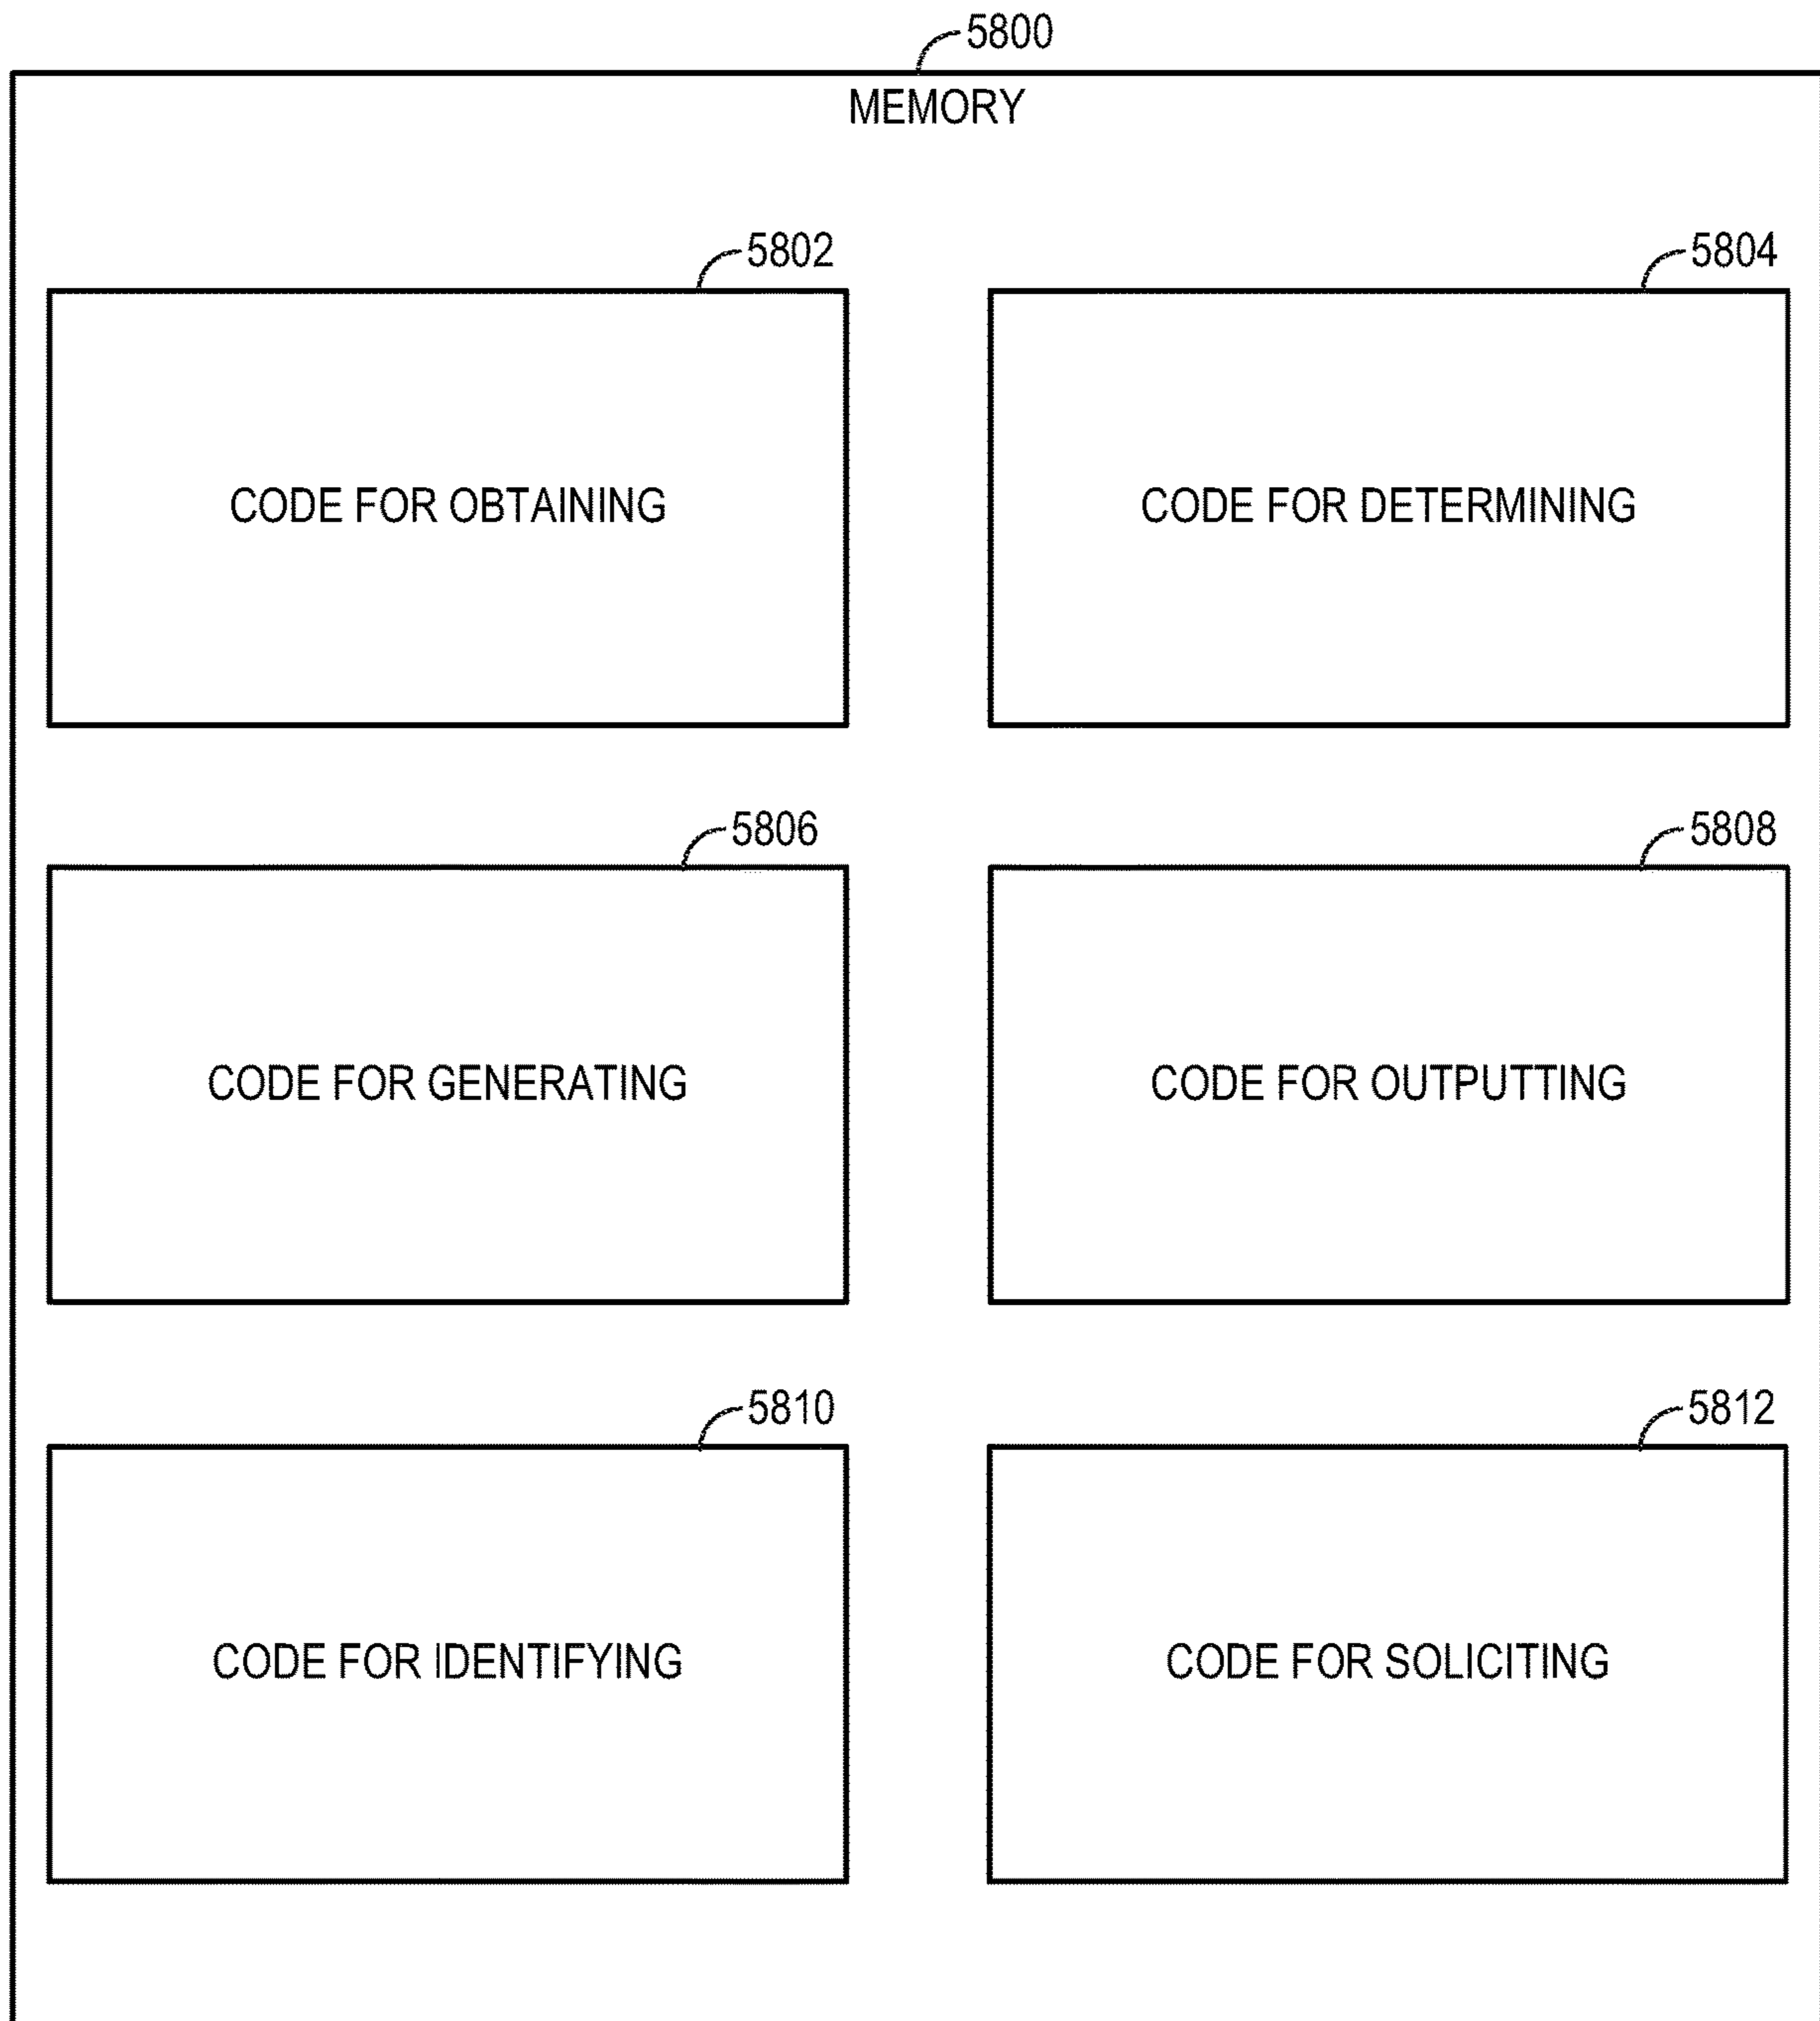 5800
MEMORY
5802
5804
CODE FOR OBTAINING
CODE FOR DETERMINING
5806
5808
CODE FOR GENERATING
CODE FOR OUTPUTTING
5810
5812
CODE FOR IDENTIFYING
CODE FOR SOLICITING